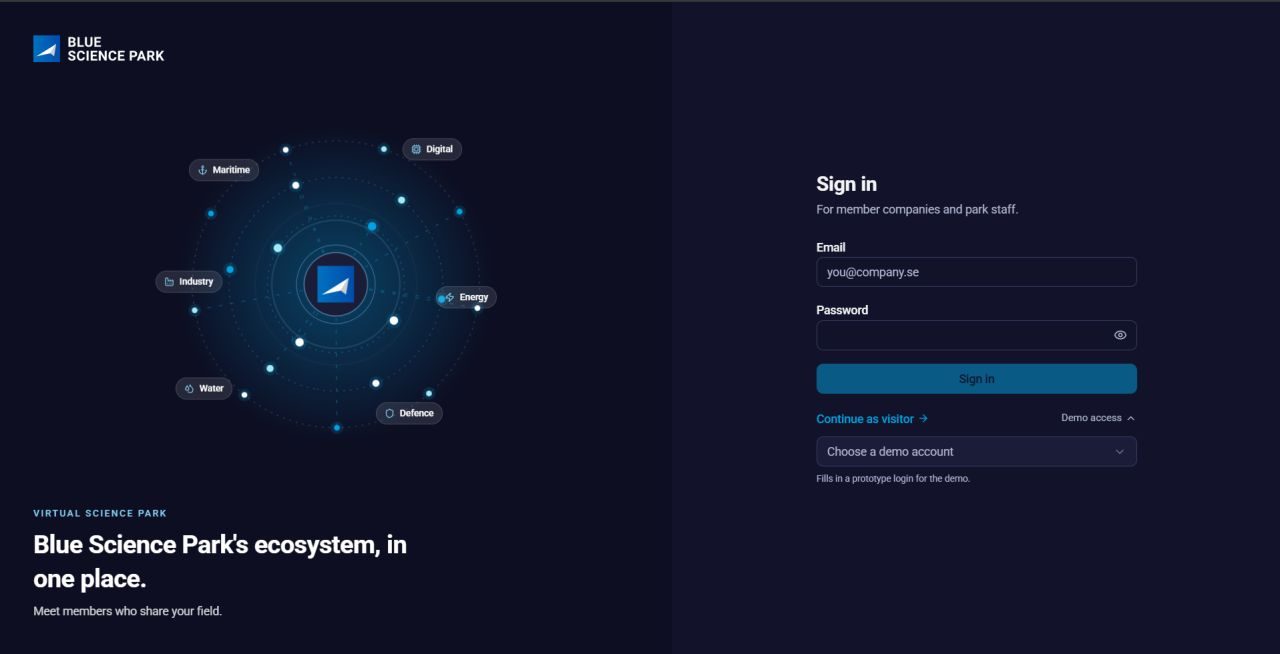 BLUE
SCIENCE PARK
Digital
Maritime
Industry
Energy
Water
Defence
VIRTUAL SCIENCE PARK
Blue Science Park's ecosystem, in
one place.
Meet members who share your field.
Sign in
For member companies and park staff.
Email
you@company.se
Password
Sign in
Continue as visitor →
Demo access
Choose a demo account
Fills in a prototype login for the demo.